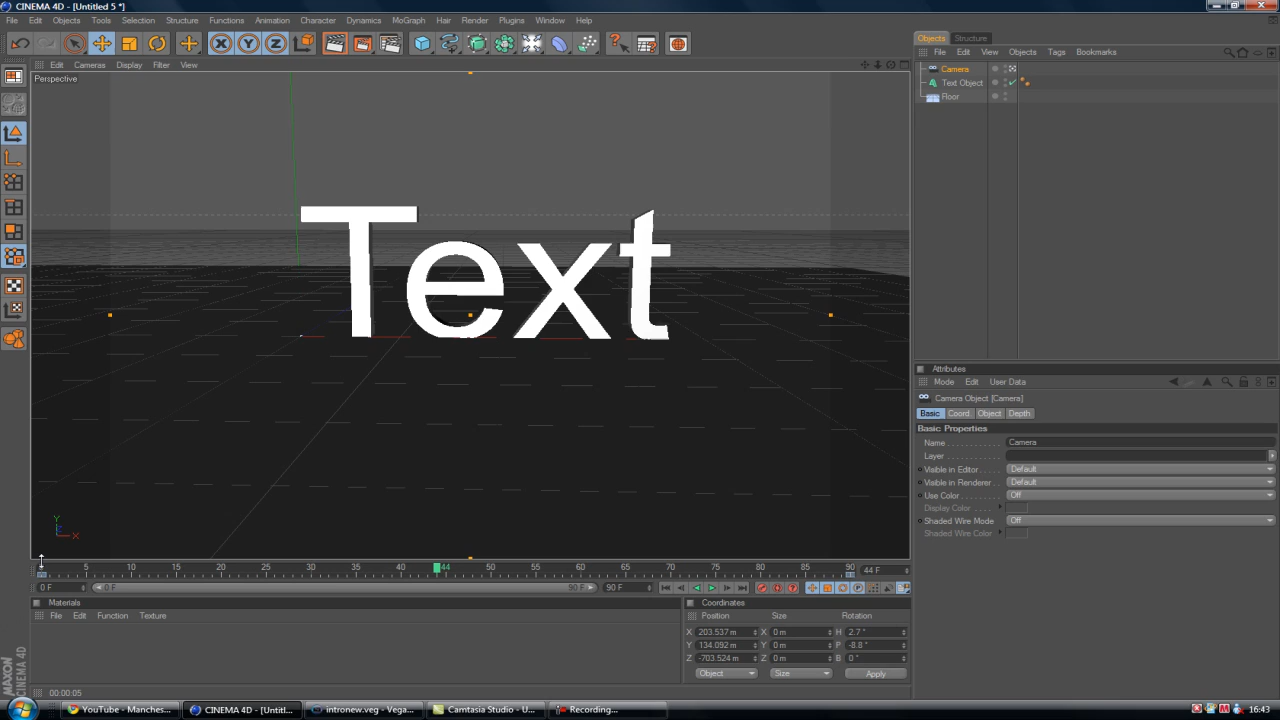 CINEMA 4D - [Untitled 5 *]
File Edit Objects Tools Selection Structure Functions Animation Character Dynamics MoGraph Hair Render Plugins Window Help
X Y Z
Objects Structure
File Edit View Objects Tags Bookmarks
Edit Cameras Display Filter View
Perspective
Camera
Text Object
Floor
Text
Attributes
Mode Edit User Data
Camera Object [Camera]
Basic Coord. Object Depth
Basic Properties
Name Camera
Layer
Visible in Editor Default
Visible in Renderer Default
Use Color Off
Display Color
Shaded Wire Mode Off
Shaded Wire Color
Y
Z
X
0 5 10 15 20 25 30 35 40 44 50 55 60 65 70 75 80 85 90 44 F
0 F 0 F 90 F 90 F
Materials
File Edit Function Texture
Coordinates
Position Size Rotation
X 203.537 m X 0 m H 2.7 °
Y 134.092 m Y 0 m P -8.8 °
Z -703.524 m Z 0 m B 0 °
Object Size Apply
MAXON CINEMA 4D
00:00:05
YouTube - Manches... CINEMA 4D - [Untitl... intronew.veg - Vega... Camtasia Studio - U... Recording... 16:43